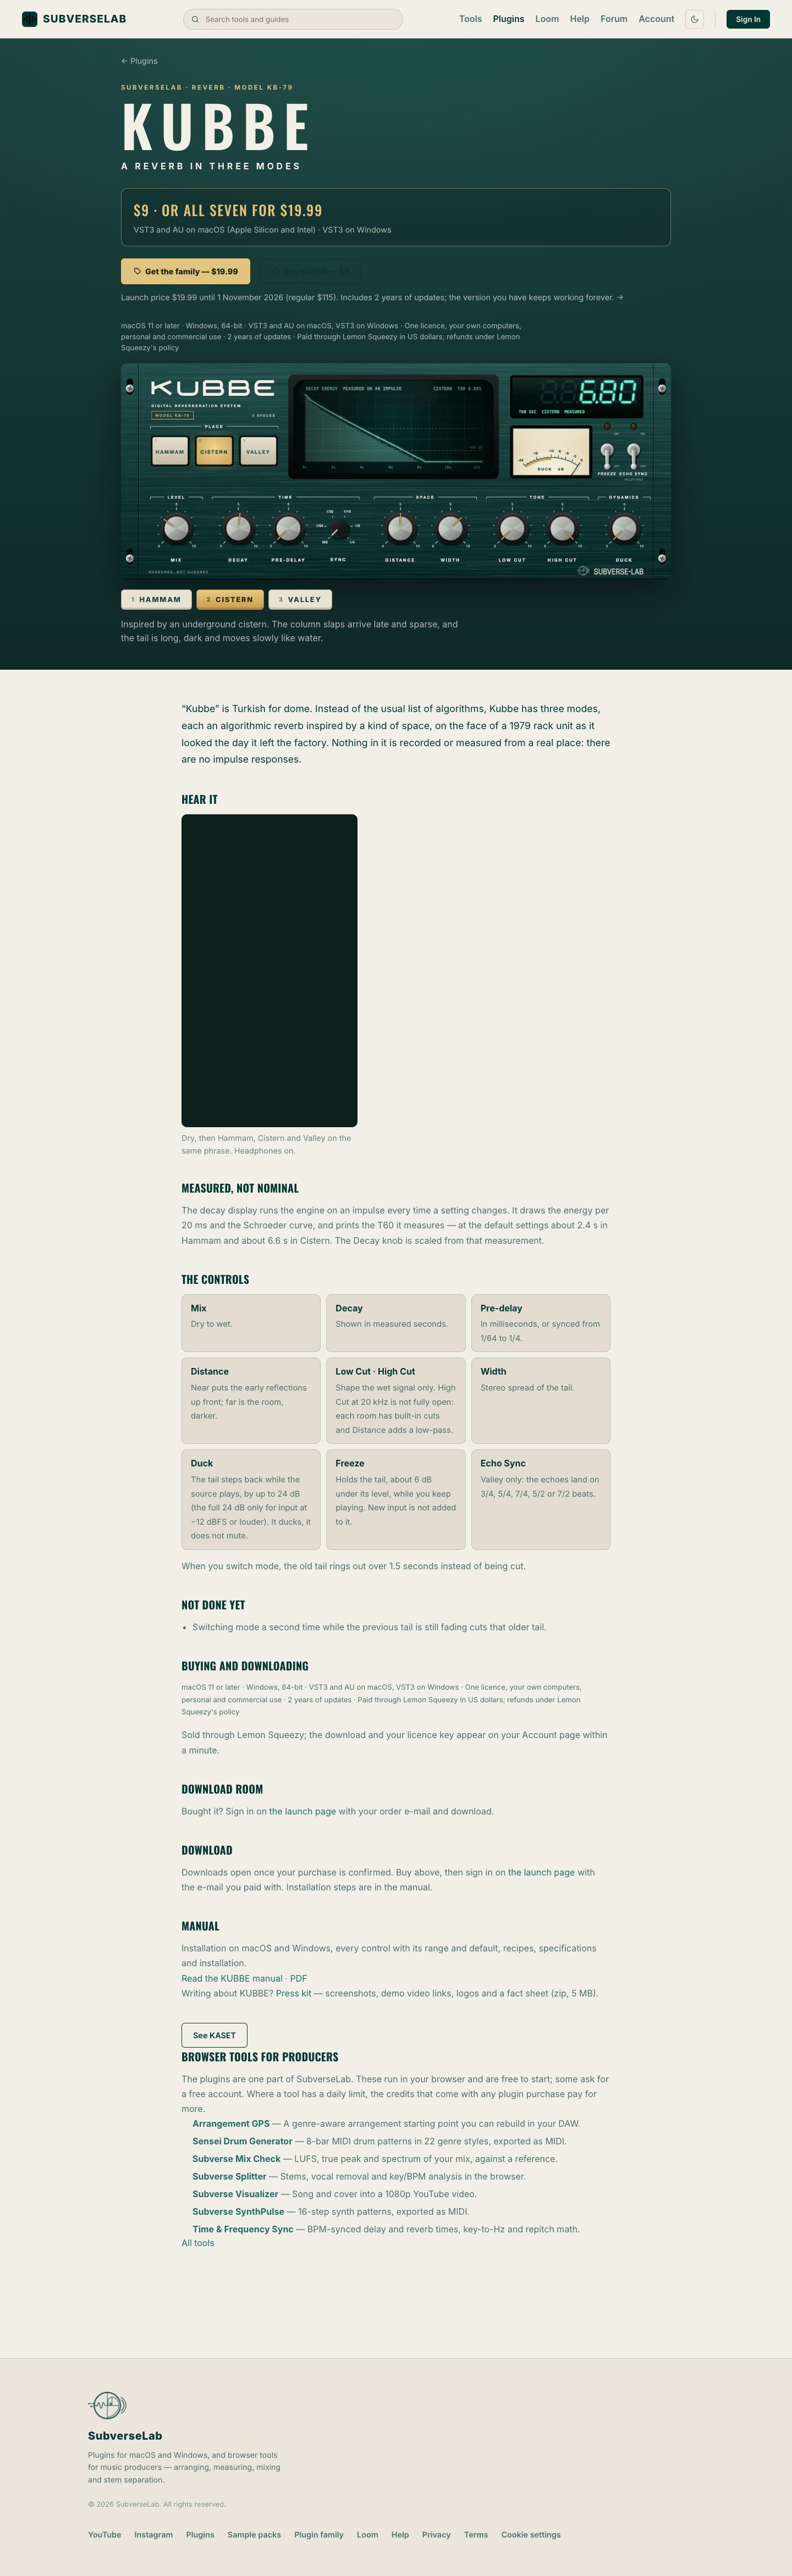 SUBVERSELAB
Search tools and guides
Tools Plugins Loom Help Forum Account
Sign In
← Plugins
SUBVERSELAB · REVERB · MODEL KB-79
KUBBE
A REVERB IN THREE MODES
$9 · OR ALL SEVEN FOR $19.99
VST3 and AU on macOS (Apple Silicon and Intel) · VST3 on Windows
Get the family — $19.99
Launch price $19.99 until 1 November 2026 (regular $115). Includes 2 years of updates; the version you have keeps working forever. →
macOS 11 or later · Windows, 64-bit · VST3 and AU on macOS, VST3 on Windows · One licence, your own computers,
personal and commercial use · 2 years of updates · Paid through Lemon Squeezy in US dollars; refunds under Lemon
Squeezy's policy
KUBBE
DIGITAL REVERBERATION SYSTEM
MODEL KB-79
3 SPACES
PLACE
HAMMAM CISTERN VALLEY
DECAY ENERGY MEASURED ON AN IMPULSE
6.80
T60 SEC CISTERN MEASURED
DUCK dB
FREEZE ECHO SYNC
LEVEL TIME SPACE TONE DYNAMICS
MIX DECAY PRE-DELAY SYNC DISTANCE WIDTH LOW CUT HIGH CUT DUCK
MEASURED, NOT GUESSED
SUBVERSE-LAB
1 HAMMAM
2 CISTERN
3 VALLEY
Inspired by an underground cistern. The column slaps arrive late and sparse, and
the tail is long, dark and moves slowly like water.
“Kubbe” is Turkish for dome. Instead of the usual list of algorithms, Kubbe has three modes,
each an algorithmic reverb inspired by a kind of space, on the face of a 1979 rack unit as it
looked the day it left the factory. Nothing in it is recorded or measured from a real place: there
are no impulse responses.
HEAR IT
Dry, then Hammam, Cistern and Valley on the
same phrase. Headphones on.
MEASURED, NOT NOMINAL
The decay display runs the engine on an impulse every time a setting changes. It draws the energy per
20 ms and the Schroeder curve, and prints the T60 it measures — at the default settings about 2.4 s in
Hammam and about 6.6 s in Cistern. The Decay knob is scaled from that measurement.
THE CONTROLS
Mix
Dry to wet.
Decay
Shown in measured seconds.
Pre-delay
In milliseconds, or synced from
1/64 to 1/4.
Distance
Near puts the early reflections
up front; far is the room,
darker.
Low Cut · High Cut
Shape the wet signal only. High
Cut at 20 kHz is not fully open:
each room has built-in cuts
and Distance adds a low-pass.
Width
Stereo spread of the tail.
Duck
The tail steps back while the
source plays, by up to 24 dB
(the full 24 dB only for input at
−12 dBFS or louder). It ducks, it
does not mute.
Freeze
Holds the tail, about 6 dB
under its level, while you keep
playing. New input is not added
to it.
Echo Sync
Valley only: the echoes land on
3/4, 5/4, 7/4, 5/2 or 7/2 beats.
When you switch mode, the old tail rings out over 1.5 seconds instead of being cut.
NOT DONE YET
• Switching mode a second time while the previous tail is still fading cuts that older tail.
BUYING AND DOWNLOADING
macOS 11 or later · Windows, 64-bit · VST3 and AU on macOS, VST3 on Windows · One licence, your own computers,
personal and commercial use · 2 years of updates · Paid through Lemon Squeezy in US dollars; refunds under Lemon
Squeezy's policy
Sold through Lemon Squeezy; the download and your licence key appear on your Account page within
a minute.
DOWNLOAD ROOM
Bought it? Sign in on the launch page with your order e-mail and download.
DOWNLOAD
Downloads open once your purchase is confirmed. Buy above, then sign in on the launch page with
the e-mail you paid with. Installation steps are in the manual.
MANUAL
Installation on macOS and Windows, every control with its range and default, recipes, specifications
and installation.
Read the KUBBE manual · PDF
Writing about KUBBE? Press kit — screenshots, demo video links, logos and a fact sheet (zip, 5 MB).
See KASET
BROWSER TOOLS FOR PRODUCERS
The plugins are one part of SubverseLab. These run in your browser and are free to start; some ask for
a free account. Where a tool has a daily limit, the credits that come with any plugin purchase pay for
more.
Arrangement GPS — A genre-aware arrangement starting point you can rebuild in your DAW.
Sensei Drum Generator — 8-bar MIDI drum patterns in 22 genre styles, exported as MIDI.
Subverse Mix Check — LUFS, true peak and spectrum of your mix, against a reference.
Subverse Splitter — Stems, vocal removal and key/BPM analysis in the browser.
Subverse Visualizer — Song and cover into a 1080p YouTube video.
Subverse SynthPulse — 16-step synth patterns, exported as MIDI.
Time & Frequency Sync — BPM-synced delay and reverb times, key-to-Hz and repitch math.
All tools
SubverseLab
Plugins for macOS and Windows, and browser tools
for music producers — arranging, measuring, mixing
and stem separation.
© 2026 SubverseLab. All rights reserved.
YouTube Instagram Plugins Sample packs Plugin family Loom Help Privacy Terms Cookie settings